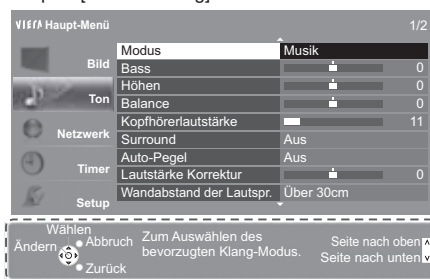 VIERA Haupt-Menü 1/2
Bild
Ton
Netzwerk
Timer
Setup
Modus Musik
Bass 0
Höhen 0
Balance 0
Kopfhörerlautstärke 11
Surround Aus
Auto-Pegel Aus
Lautstärke Korrektur 0
Wandabstand der Lautspr. Über 30cm
Wählen
Ändern
Abbruch
Zurück
Zum Auswählen des
bevorzugten Klang-Modus.
Seite nach oben
Seite nach unten